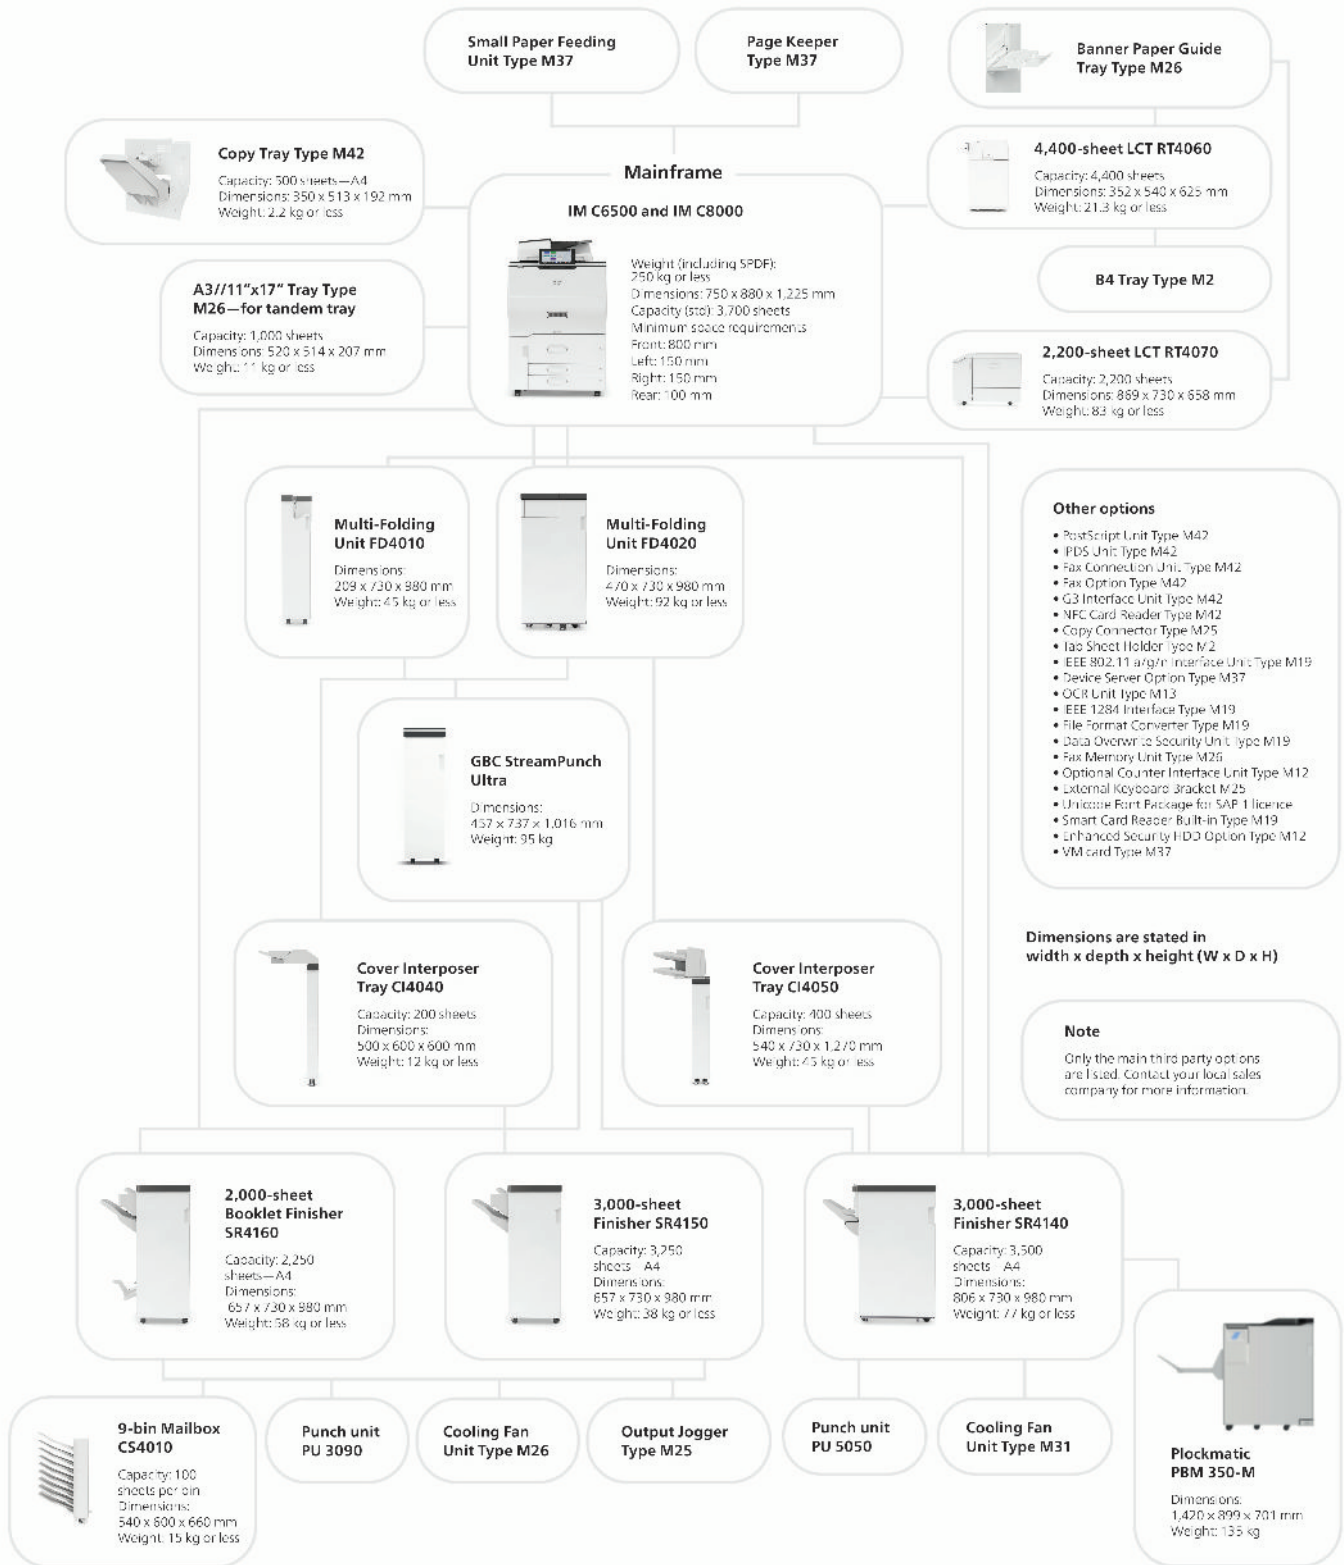 Small Paper Feeding
Unit Type M37
Page Keeper
Type M37
Banner Paper Guide
Tray Type M26
Copy Tray Type M42
Capacity: 500 sheets—A4
Dimensions: 350 x 513 x 192 mm
Weight: 2.2 kg or less
4,400-sheet LCT RT4060
Capacity: 4,400 sheets
Dimensions: 352 x 540 x 625 mm
Weight: 21.3 kg or less
Mainframe
IM C6500 and IM C8000
Weight (including SPDF):
250 kg or less
Dimensions: 750 x 880 x 1,225 mm
Capacity (std): 3,700 sheets
Minimum space requirements
Front: 800 mm
Left: 150 mm
Right: 150 mm
Rear: 100 mm
B4 Tray Type M2
A3//11"x17" Tray Type
M26—for tandem tray
Capacity: 1,000 sheets
Dimensions: 520 x 514 x 207 mm
Weight: 11 kg or less
2,200-sheet LCT RT4070
Capacity: 2,200 sheets
Dimensions: 869 x 730 x 658 mm
Weight: 83 kg or less
Multi-Folding
Unit FD4010
Dimensions:
209 x 730 x 980 mm
Weight: 45 kg or less
Multi-Folding
Unit FD4020
Dimensions:
470 x 730 x 980 mm
Weight: 92 kg or less
Other options
• PostScript Unit Type M42
• IPDS Unit Type M42
• Fax Connection Unit Type M42
• Fax Option Type M42
• G3 Interface Unit Type M42
• NFC Card Reader Type M42
• Copy Connector Type M25
• Tab Sheet Holder Type M2
• IEEE 802.11 a/g/n Interface Unit Type M19
• Device Server Option Type M37
• OCR Unit Type M13
• IEEE 1284 Interface Type M19
• File Format Converter Type M19
• Data Overwrite Security Unit Type M19
• Fax Memory Unit Type M26
• Optional Counter Interface Unit Type M12
• External Keyboard Bracket M25
• Unicode Font Package for SAP 1 licence
• Smart Card Reader Built-in Type M19
• Enhanced Security HDD Option Type M12
• VM card Type M37
GBC StreamPunch
Ultra
Dimensions:
457 x 737 x 1,016 mm
Weight: 95 kg
Dimensions are stated in
width x depth x height (W x D x H)
Cover Interposer
Tray CI4040
Capacity: 200 sheets
Dimensions:
500 x 600 x 600 mm
Weight: 12 kg or less
Cover Interposer
Tray CI4050
Capacity: 400 sheets
Dimensions:
540 x 730 x 1,270 mm
Weight: 45 kg or less
Note
Only the main third party options
are listed. Contact your local sales
company for more information.
2,000-sheet
Booklet Finisher
SR4160
Capacity: 2,250
sheets—A4
Dimensions:
657 x 730 x 980 mm
Weight: 58 kg or less
3,000-sheet
Finisher SR4150
Capacity: 3,250
sheets—A4
Dimensions:
657 x 730 x 980 mm
Weight: 38 kg or less
3,000-sheet
Finisher SR4140
Capacity: 3,500
sheets—A4
Dimensions:
806 x 730 x 980 mm
Weight: 77 kg or less
9-bin Mailbox
CS4010
Capacity: 100
sheets per bin
Dimensions:
540 x 600 x 660 mm
Weight: 15 kg or less
Punch unit
PU 3090
Cooling Fan
Unit Type M26
Output Jogger
Type M25
Punch unit
PU 5050
Cooling Fan
Unit Type M31
Plockmatic
PBM 350-M
Dimensions:
1,420 x 899 x 701 mm
Weight: 135 kg